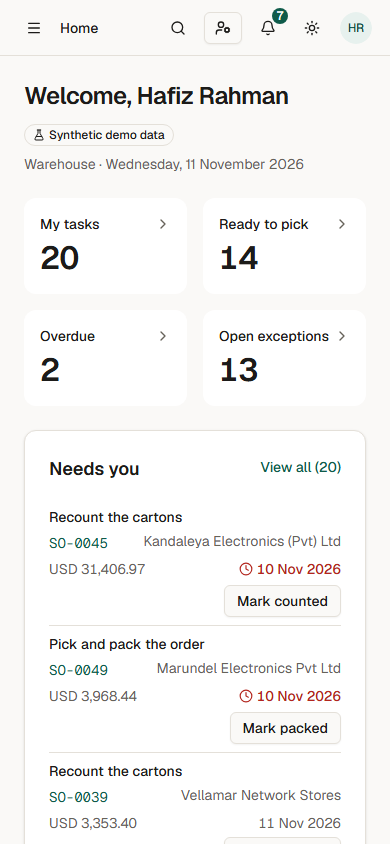 Home
7
HR
Welcome, Hafiz Rahman
Synthetic demo data
Warehouse · Wednesday, 11 November 2026
My tasks
20
Ready to pick
14
Overdue
2
Open exceptions
13
Needs you
View all (20)
Recount the cartons
SO-0045
Kandaleya Electronics (Pvt) Ltd
USD 31,406.97
10 Nov 2026
Mark counted
Pick and pack the order
SO-0049
Marundel Electronics Pvt Ltd
USD 3,968.44
10 Nov 2026
Mark packed
Recount the cartons
SO-0039
Vellamar Network Stores
USD 3,353.40
11 Nov 2026